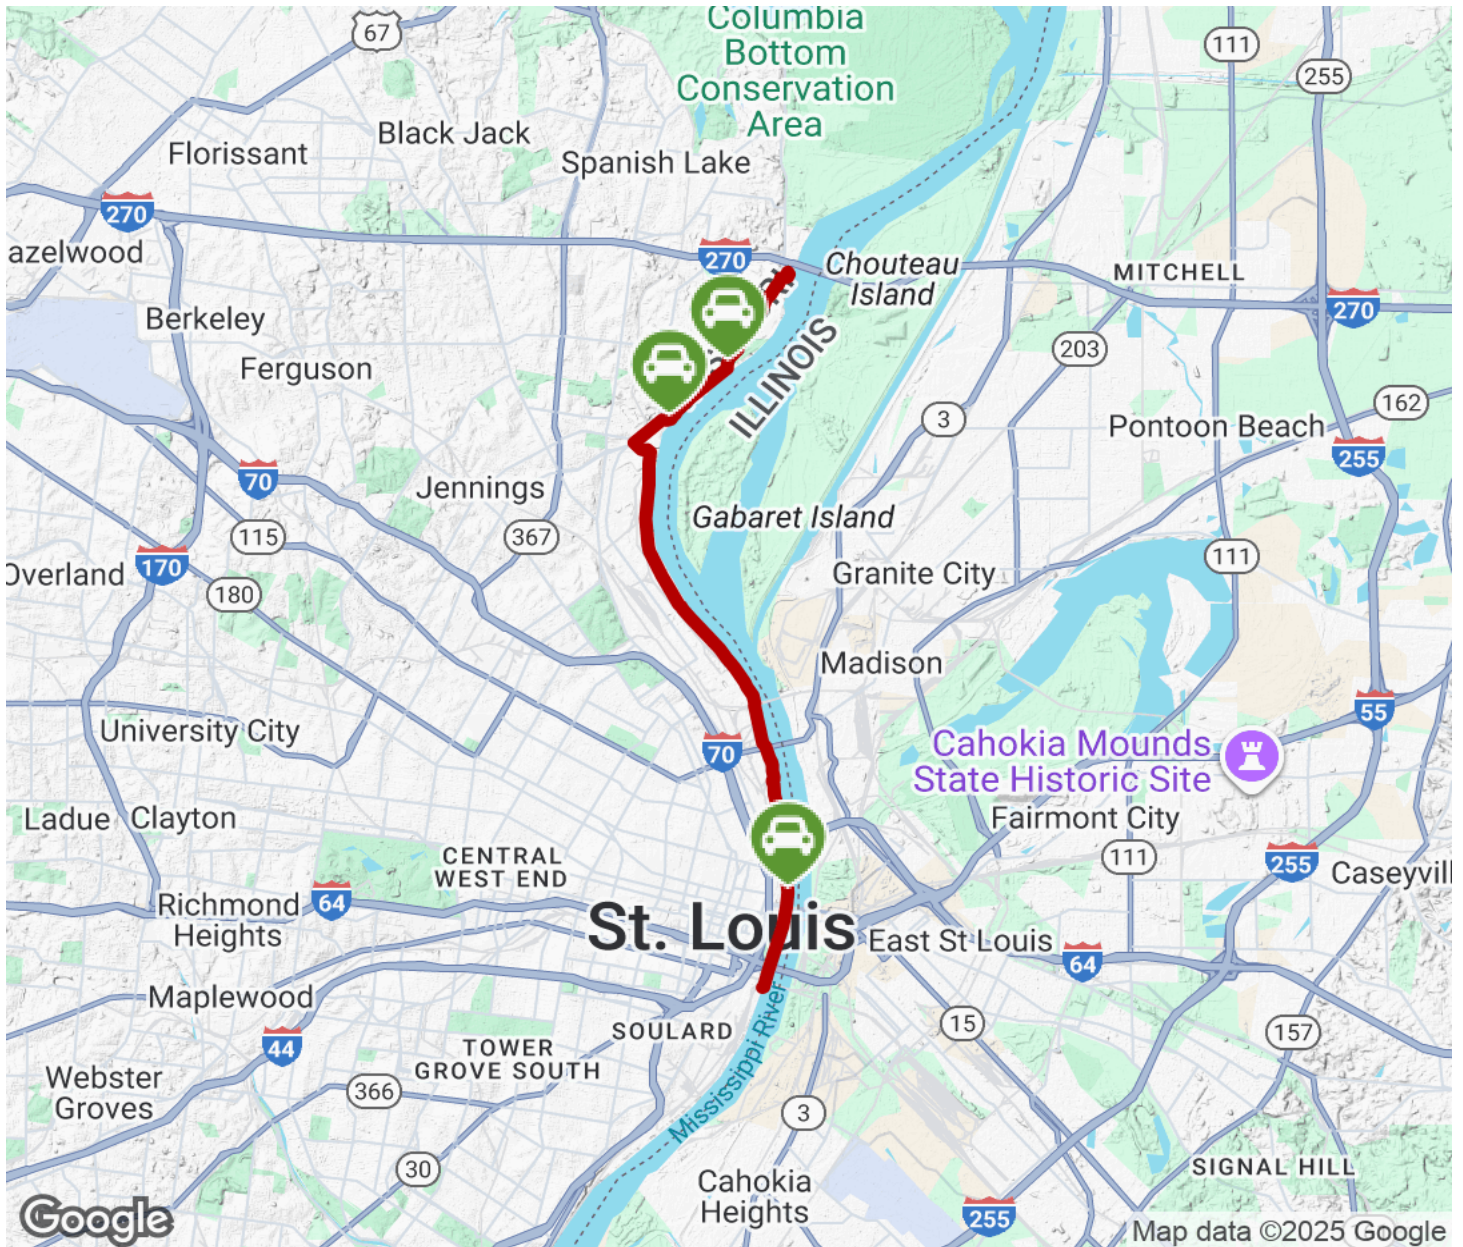 Columbia
Bottom
Conservation
Area
67
111
255
Black Jack
Florissant
Spanish Lake
270
azelwood
270
Chouteau
Island
MITCHELL
270
Berkeley
ILLINOIS
203
Ferguson
3
162
Pontoon Beach
255
70
Jennings
Gabaret Island
115
367
111
170
Overland
Granite City
180
Madison
55
University City
70
Cahokia Mounds
State Historic Site
Ladue
Clayton
Fairmont City
111
255
CENTRAL
WEST END
Caseyvill
64
Richmond
Heights
St. Louis
East St Louis
64
Maplewood
Mississippi River
SOULARD
15
157
44
TOWER
GROVE SOUTH
Webster
Groves
366
3
30
SIGNAL HILL
Cahokia
Heights
255
Google
Map data ©2025 Google